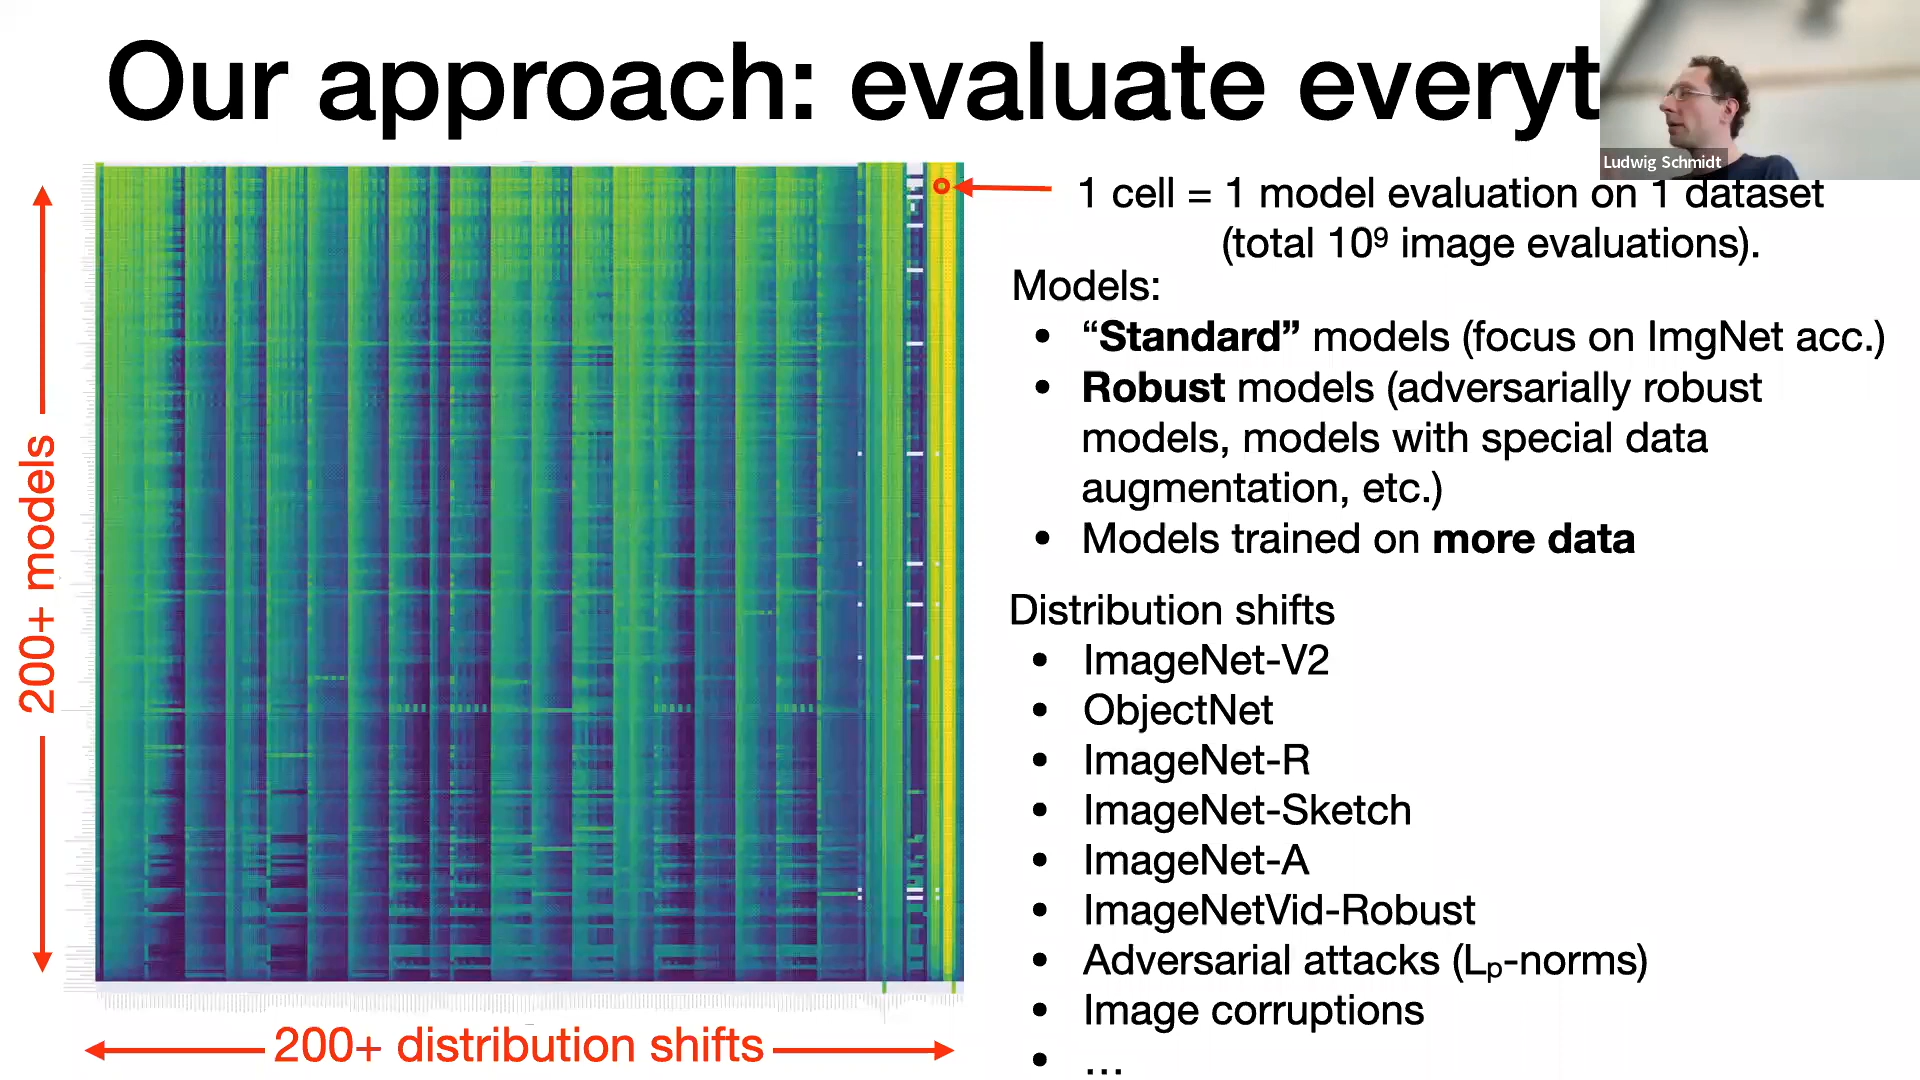 Our approach: evaluate everyt
Ludwig Schmidt
1 cell = 1 model evaluation on 1 dataset
(total 10⁹ image evaluations).
Models:
• “Standard” models (focus on ImgNet acc.)
• Robust models (adversarially robust
models, models with special data
augmentation, etc.)
• Models trained on more data
Distribution shifts
• ImageNet-V2
• ObjectNet
• ImageNet-R
• ImageNet-Sketch
• ImageNet-A
• ImageNetVid-Robust
• Adversarial attacks (Lₚ-norms)
• Image corruptions
• …
200+ models
200+ distribution shifts